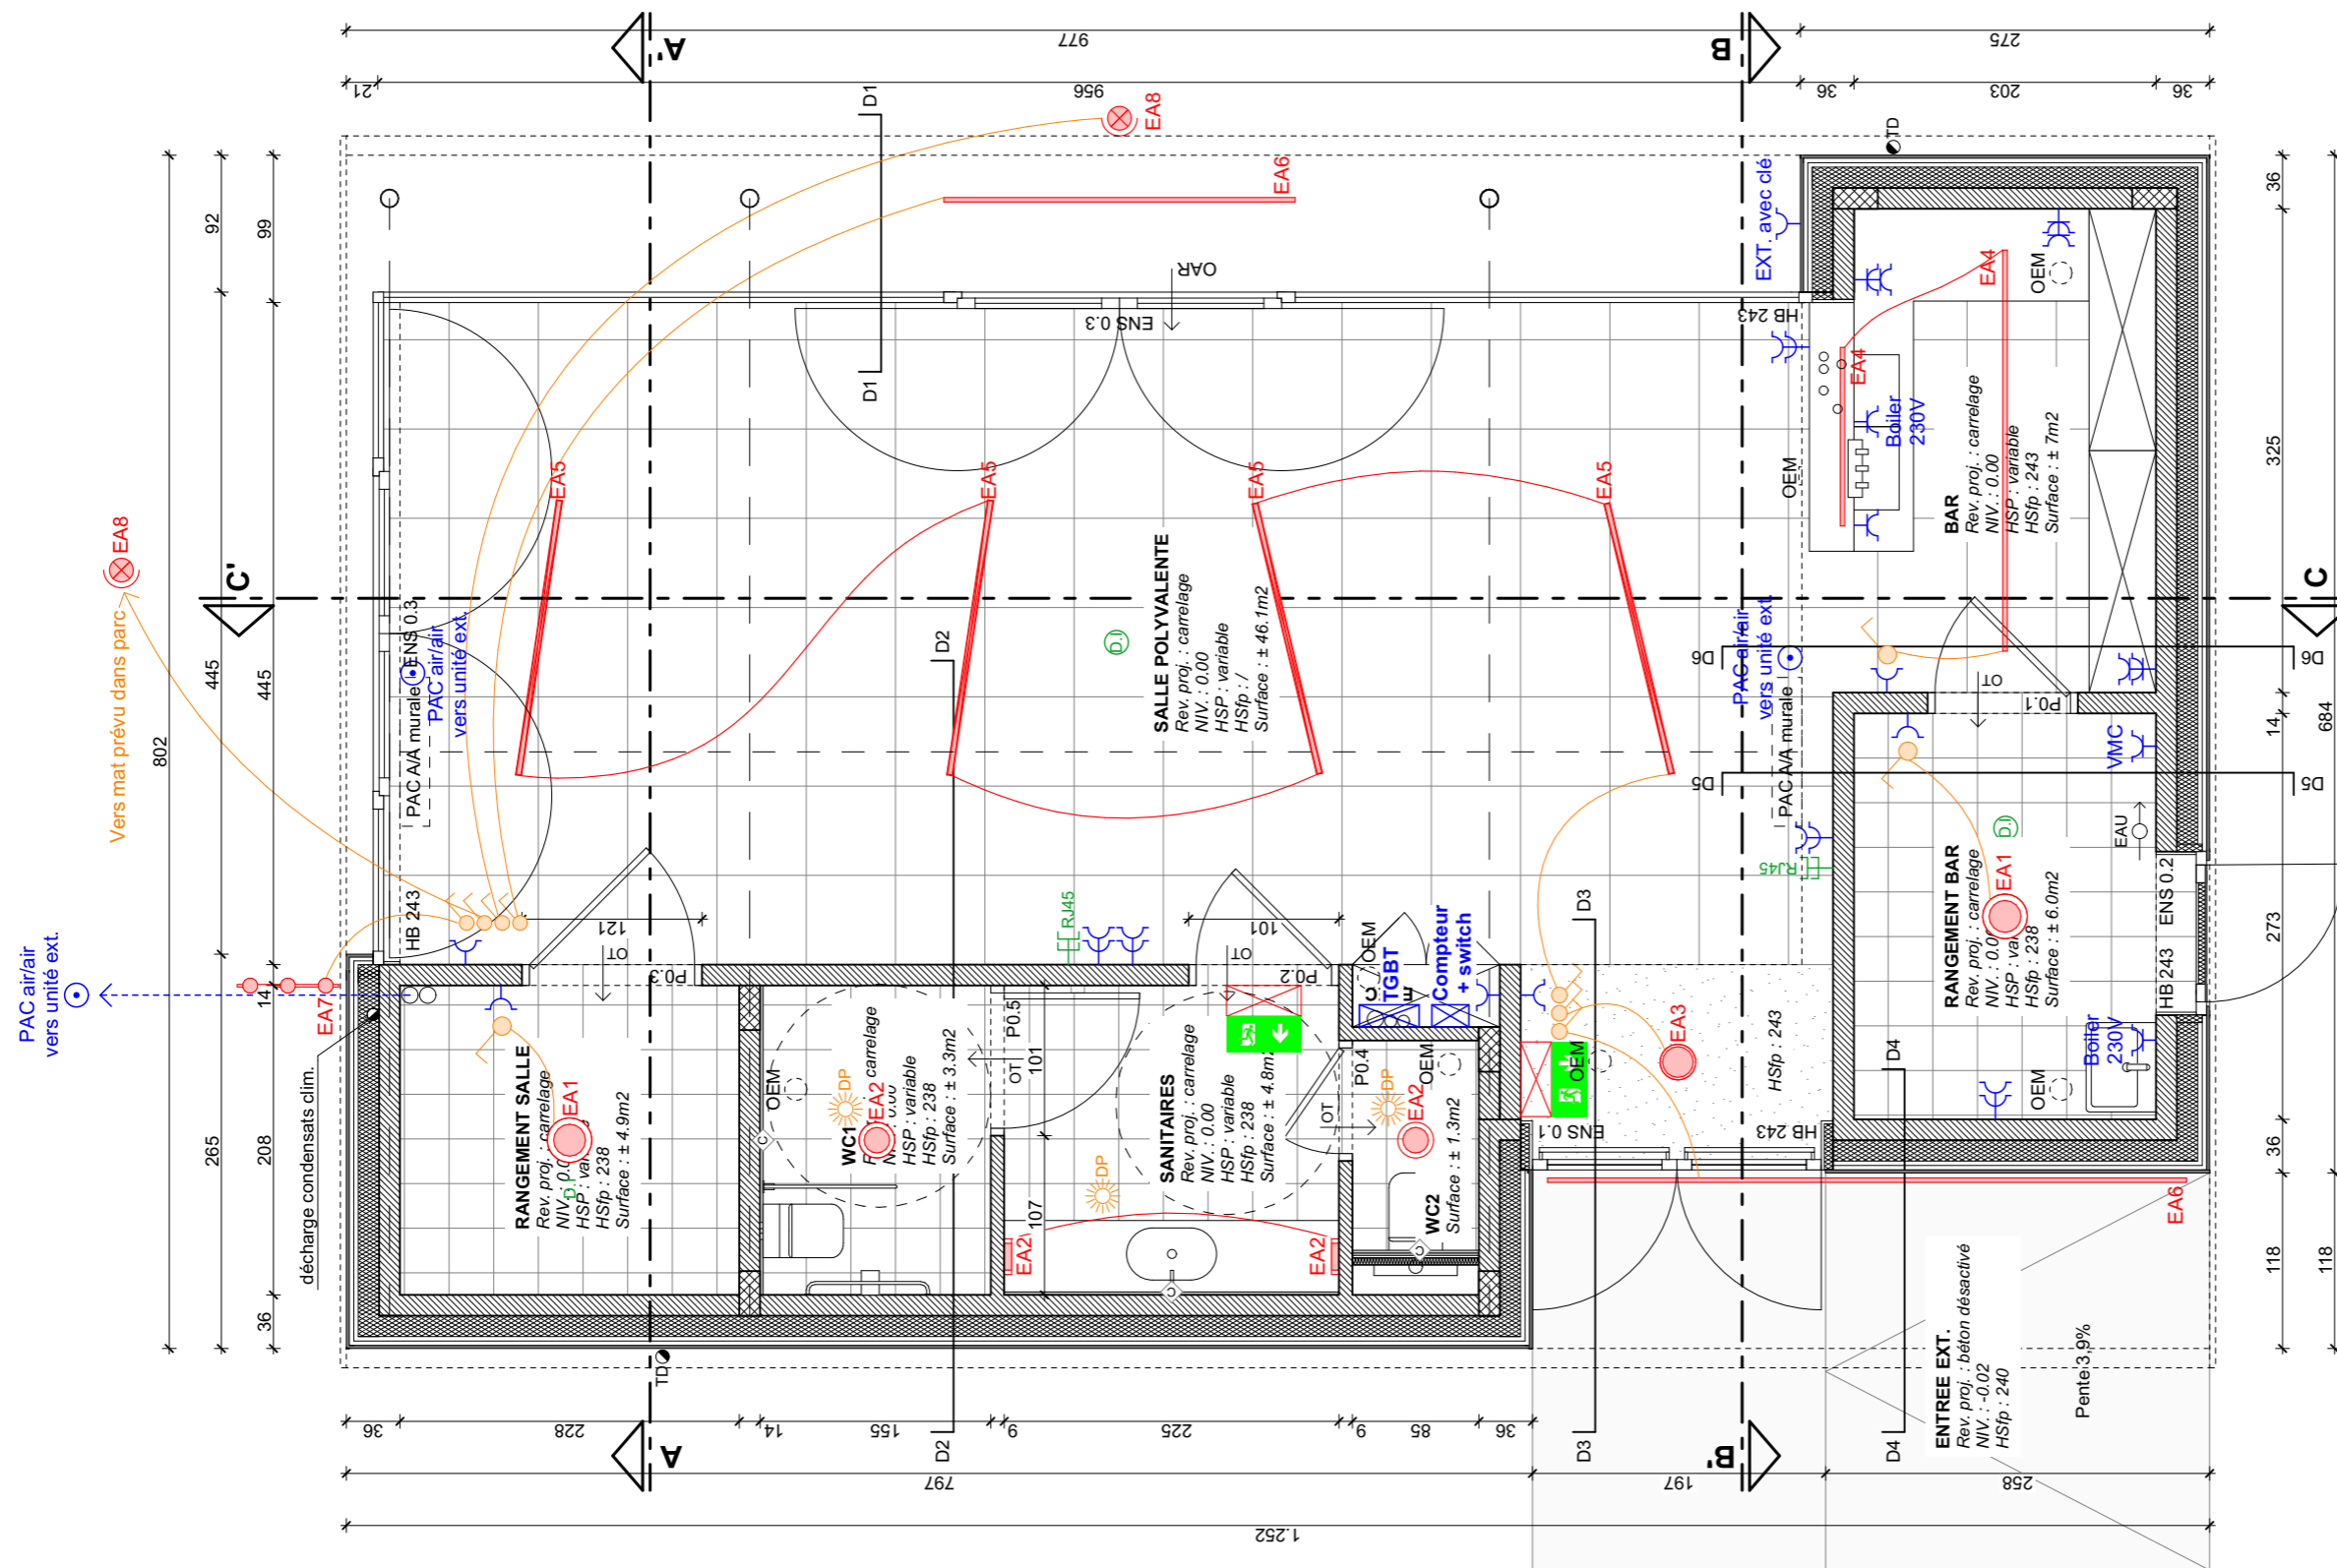 977
275
21
956
36
203
36
A'
B
D1
D1
EA8
EA6
TD
EXT. avec clé
92
99
36
OAR
ENS 0.3
HB 243
OEM
EA4
EA4
Boiler
230V
OEM
BAR
Rev. proj. : carrelage
NIV. : 0.00
HSP : variable
HSfp : 243
Surface : ± 7m2
325
EA5
EA5
EA5
EA5
EA8
Vers mat prévu dans parc
C'
C
SALLE POLYVALENTE
Rev. proj. : carrelage
NIV. : 0.00
HSP : variable
HSfp : /
Surface : ± 46.1m2
D.I
D2
PAC A/A murale
ENS 0.3
PAC air/air
vers unité ext.
PAC air/air
vers unité ext.
PAC A/A murale
D6
D6
D5
D5
OT
P0.1
VMC
445
445
802
14
684
HB 243
121
OT
P0.3
RJ45
101
OT
P0.2
OEM
TGBT
E
C
Compteur
+ switch
D3
RJ45
EAU
D.I
EA1
RANGEMENT BAR
Rev. proj. : carrelage
HSfp : 238
Surface : ± 6.0m2
HB 243
ENS 0.2
273
PAC air/air
vers unité ext.
EA7
14
décharge condensats clim.
RANGEMENT SALLE
Rev. proj. : carrelage
HSfp : 238
Surface : ± 4.9m2
EA1
D.I
OEM
WC1
carrelage
HSP : variable
HSfp : 238
Surface : ± 3.3m2
DP
EA2
C
P0.5
OT
101
107
SANITAIRES
Rev. proj. : carrelage
NIV. : 0.00
HSP : variable
HSfp : 238
Surface : ± 4.8m2
DP
EA2
EA2
C
P0.4
OT
OEM
DP
EA2
WC2
Surface : ± 1.3m2
C
OEM
EA3
HSfp : 243
ENS 0.1
HB 243
D4
OEM
Boiler
230V
EA6
265
208
36
36
118
118
TD
ENTREE EXT.
Rev. proj. : béton désactivé
NIV. : -0.02
HSfp : 240
Pente 3,9%
36
228
14
155
9
225
9
85
36
D2
D3
D4
A
B'
797
197
258
1.252